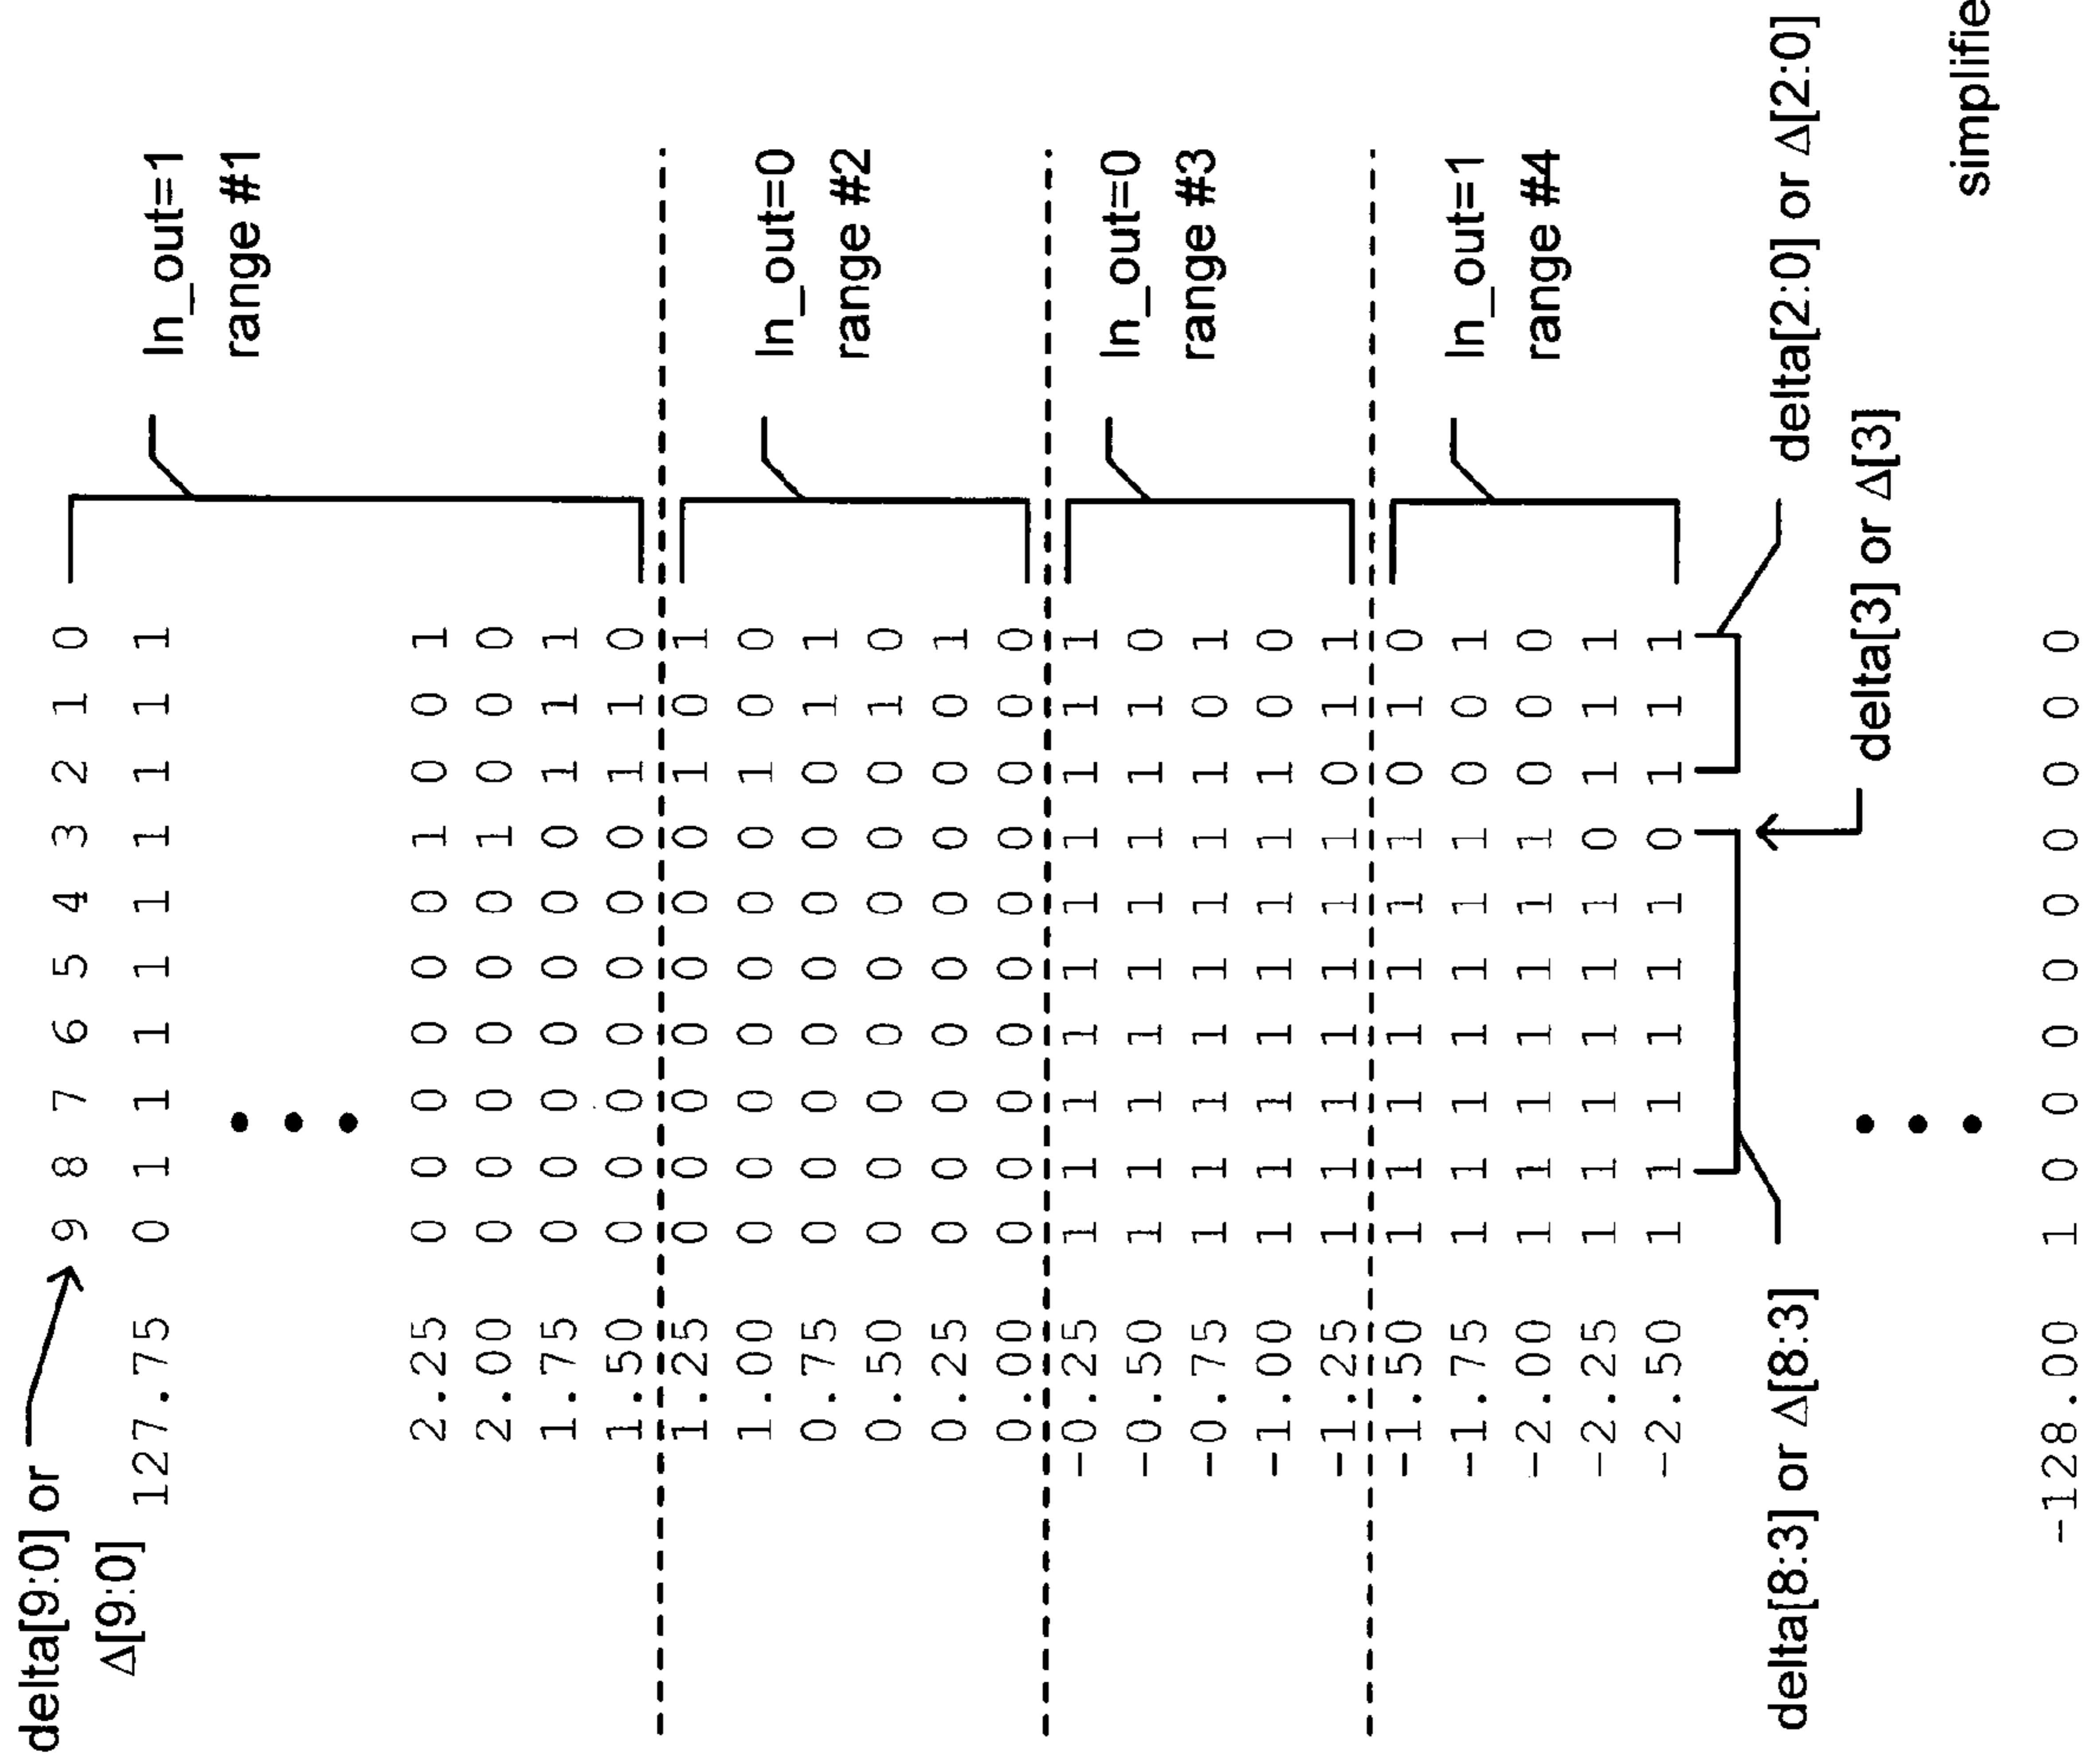 delta[9:0] or
Δ[9:0]
9 8 7 6 5 4 3 2 1 0
127.75 0 1 1 1 1 1 1 1 1 1
In_out=1
range #1
2.25 0 0 0 0 0 0 1 0 0 1
2.00 0 0 0 0 0 0 1 0 0 0
1.75 0 0 0 0 0 0 0 1 1 1
1.50 0 0 0 0 0 0 0 1 1 0
1.25 0 0 0 0 0 0 0 1 0 1
1.00 0 0 0 0 0 0 0 1 0 0
In_out=0
range #2
0.75 0 0 0 0 0 0 0 0 1 1
0.50 0 0 0 0 0 0 0 0 1 0
0.25 0 0 0 0 0 0 0 0 0 1
0.00 0 0 0 0 0 0 0 0 0 0
-0.25 1 1 1 1 1 1 1 1 1 1
-0.50 1 1 1 1 1 1 1 1 1 0
In_out=0
range #3
-0.75 1 1 1 1 1 1 1 1 0 1
-1.00 1 1 1 1 1 1 1 1 0 0
-1.25 1 1 1 1 1 1 1 0 1 1
-1.50 1 1 1 1 1 1 1 0 1 0
-1.75 1 1 1 1 1 1 1 0 0 1
In_out=1
range #4
-2.00 1 1 1 1 1 1 1 0 0 0
-2.25 1 1 1 1 1 1 0 1 1 1
-2.50 1 1 1 1 1 1 0 1 1 1
delta[8:3] or Δ[8:3]
delta[2:0] or Δ[2:0]
delta[3] or Δ[3]
simplifie
-128.00 1 0 0 0 0 0 0 0 0 0